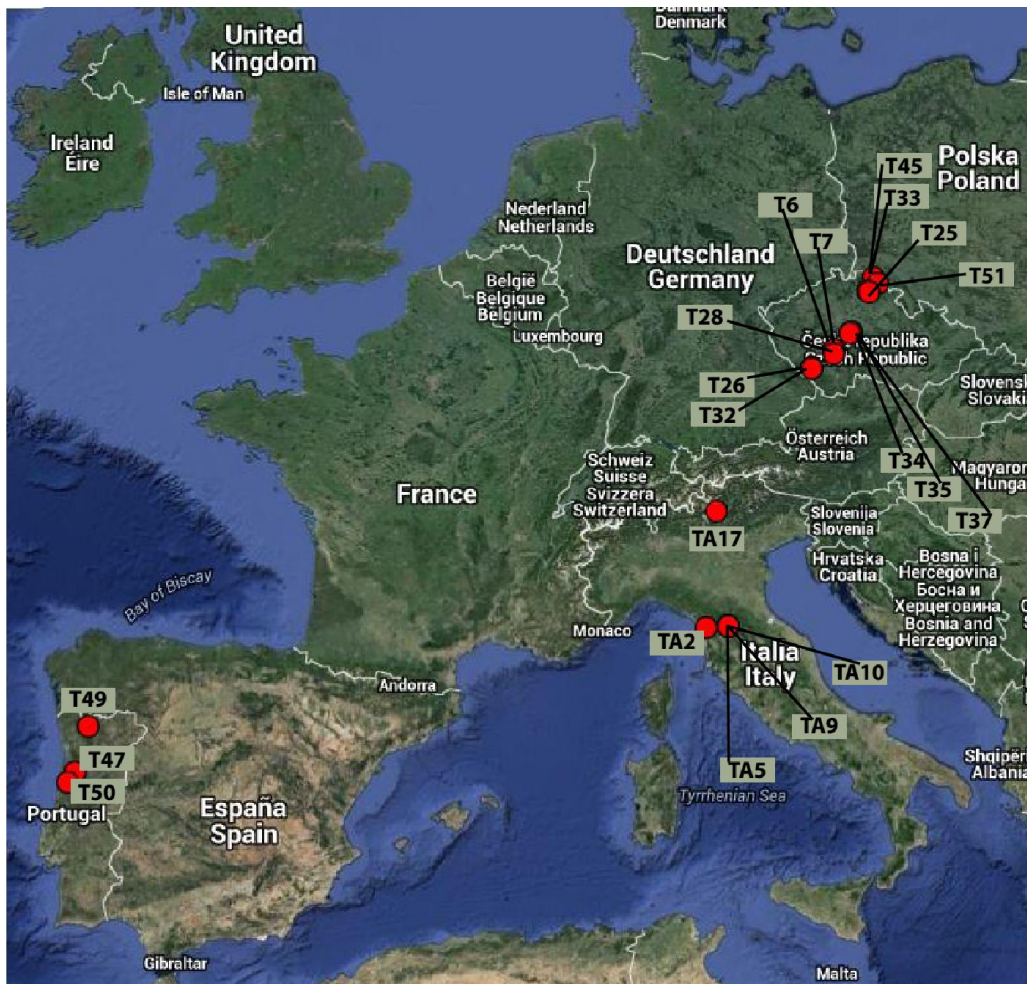 Danmark
Denmark
United
Kingdom
Isle of Man
Ireland
Éire
Polska
Poland
T45
T33
T6
T25
T7
Nederland
Netherlands
Deutschland
Germany
België
Belgique
Belgium
T51
T28
Luxembourg
republika
Czech Republic
T26
T32
Slovensk
Slovakia
Österreich
Austria
Schweiz
Suisse
Svizzera
Switzerland
T34
Magyaror
Hunga
T35
France
T37
TA17
Slovenija
Slovenia
Hrvatska
Croatia
Bosna i
Hercegovina
Босна и
Херцеговина
Bosnia and
Herzegovina
Bay of Biscay
Monaco
TA2
Italia
Italy
TA10
Andorra
T49
TA9
T47
T50
TA5
Tyrrhenian Sea
Shqipëri
Albania
Portugal
España
Spain
Gibraltar
Malta